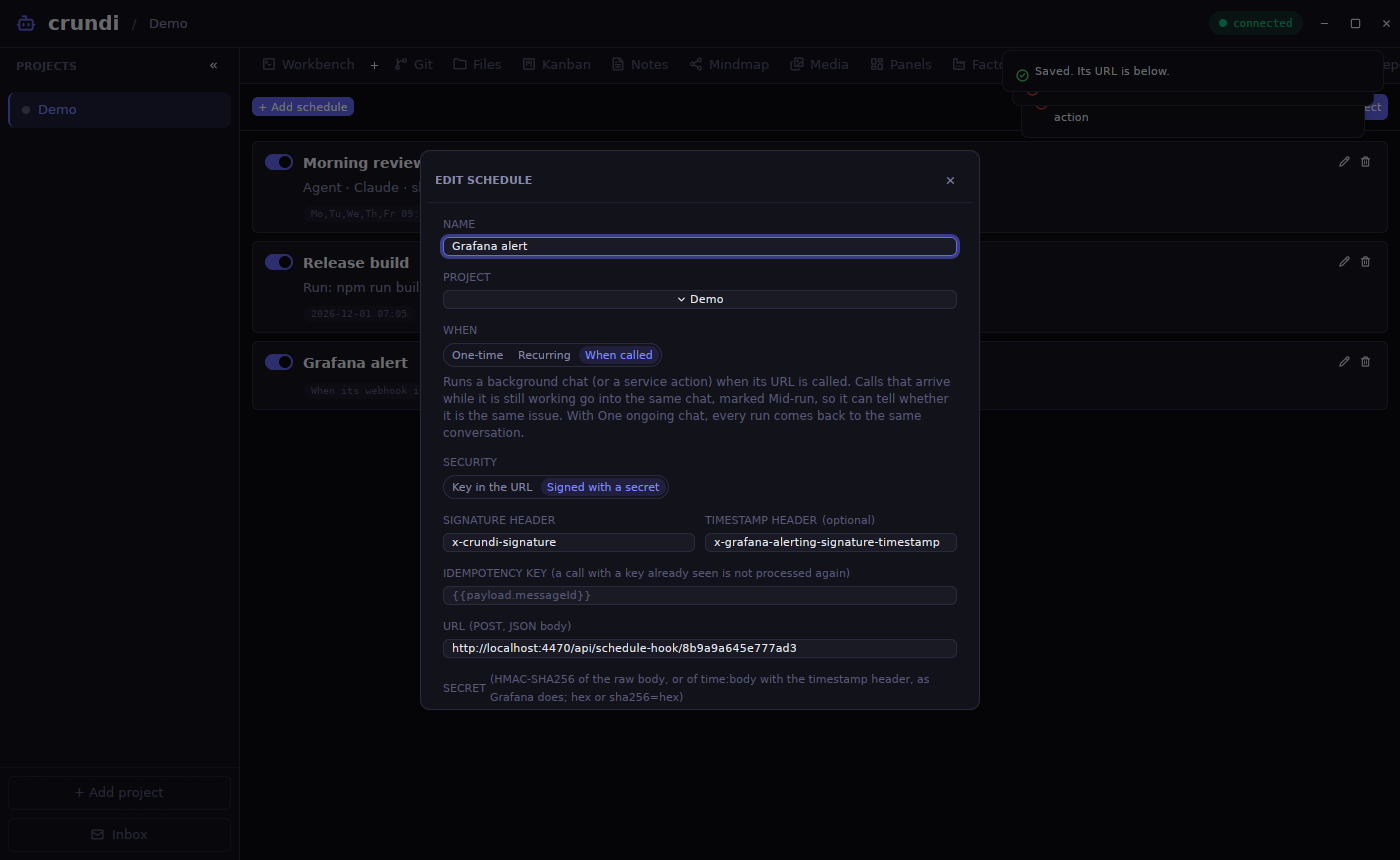 crundi / Demo
connected
PROJECTS «
Workbench + Git Files Kanban Notes Mindmap Media Panels
Demo
+ Add schedule
Saved. Its URL is below.
action
Morning review
Agent · Claude ·
Mo,Tu,We,Th,Fr 09:
Release build
Run: npm run buil
2026-12-01 07:05
Grafana alert
When its webhook i
EDIT SCHEDULE
NAME
Grafana alert
PROJECT
Demo
WHEN
One-time Recurring When called
Runs a background chat (or a service action) when its URL is called. Calls that arrive
while it is still working go into the same chat, marked Mid-run, so it can tell whether
it is the same issue. With One ongoing chat, every run comes back to the same
conversation.
SECURITY
Key in the URL Signed with a secret
SIGNATURE HEADER TIMESTAMP HEADER (optional)
x-crundi-signature x-grafana-alerting-signature-timestamp
IDEMPOTENCY KEY (a call with a key already seen is not processed again)
{{payload.messageId}}
URL (POST, JSON body)
http://localhost:4470/api/schedule-hook/8b9a9a645e777ad3
SECRET (HMAC-SHA256 of the raw body, or of time:body with the timestamp header, as
Grafana does; hex or sha256=hex)
+ Add project
Inbox